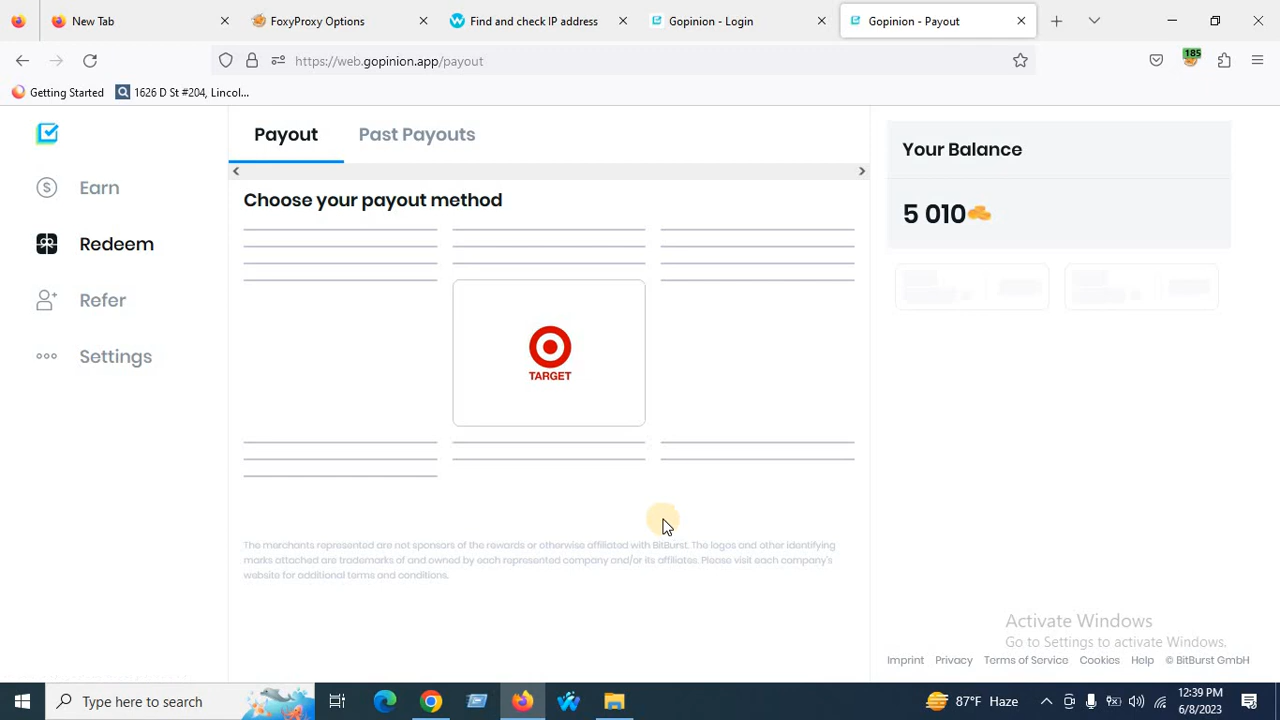 New Tab
FoxyProxy Options
Find and check IP address
Gopinion - Login
Gopinion - Payout
https://web.gopinion.app/payout
185
Getting Started
1626 D St #204, Lincol...
Payout
Past Payouts
Your Balance
Earn
Choose your payout method
5 010
Redeem
Refer
TARGET
Settings
The merchants represented are not sponsors of the rewards or otherwise affiliated with BitBurst. The logos and other identifying
marks attached are trademarks of and owned by each represented company and/or its affiliates. Please visit each company's
website for additional terms and conditions.
Activate Windows
Go to Settings to activate Windows.
Imprint Privacy Terms of Service Cookies Help © BitBurst GmbH
Type here to search
87°F Haze
12:39 PM
6/8/2023